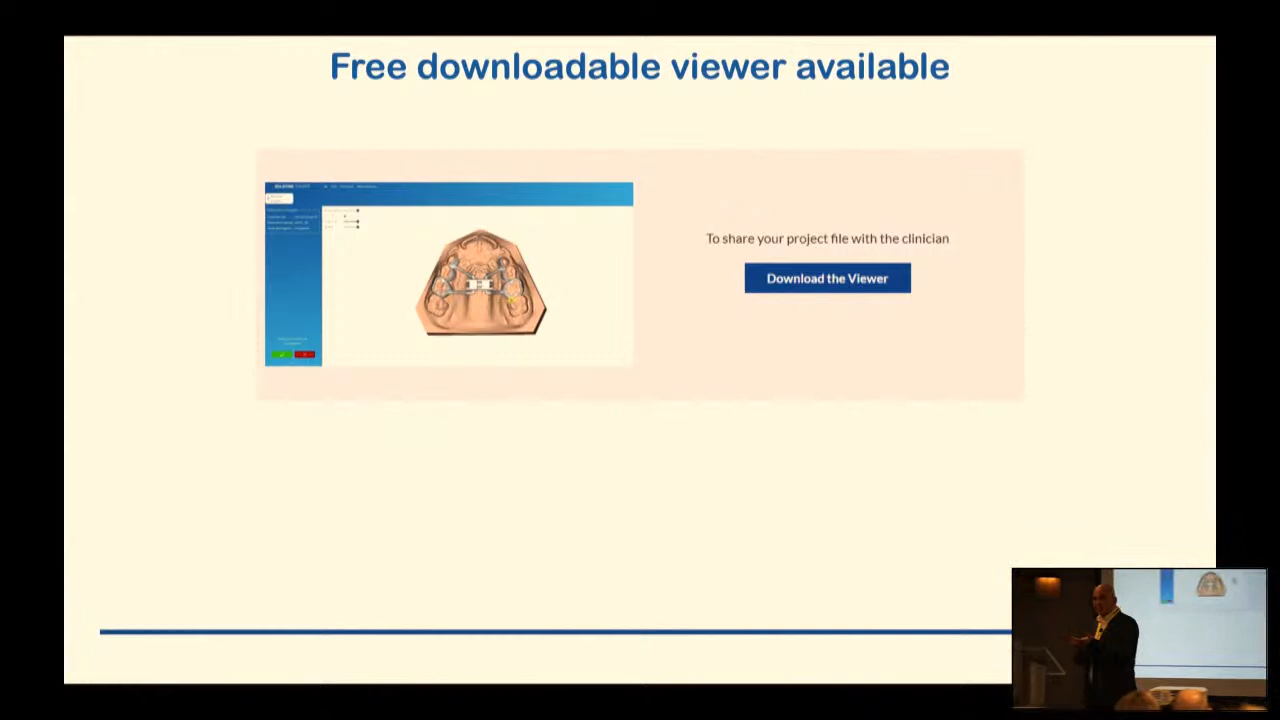 Free downloadable viewer available
To share your project file with the clinician
Download the Viewer